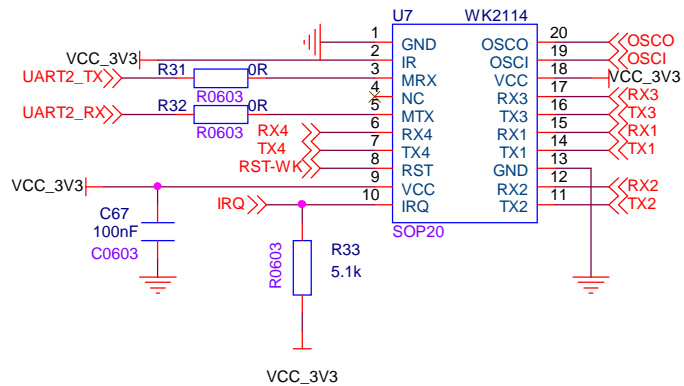 U7 WK2114
1 GND OSCO 20 OSCO
VCC_3V3 2 IR OSCI 19 OSCI
UART2_TX R31 0R 3 MRX VCC 18 VCC_3V3
R0603 4 NC RX3 17 RX3
UART2_RX R32 0R 5 MTX TX3 16 TX3
R0603
RX4 6 RX4 RX1 15 RX1
TX4 7 TX4 TX1 14 TX1
RST-WK 8 RST GND 13
VCC_3V3 9 VCC RX2 12 RX2
IRQ 10 IRQ TX2 11 TX2
SOP20
C67
100nF
C0603
R0603
R33
5.1k
VCC_3V3